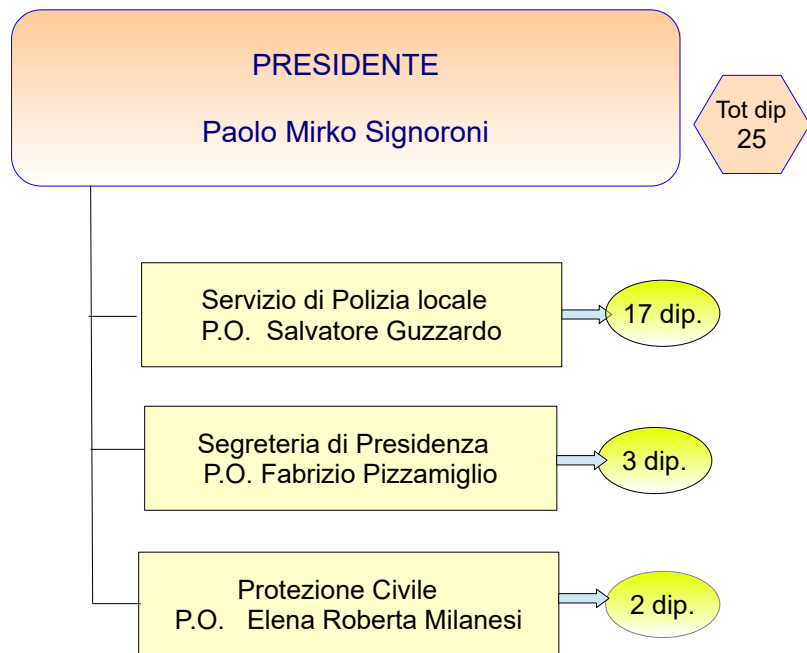 PRESIDENTE
Paolo Mirko Signoroni
Tot dip
25
Servizio di Polizia locale
P.O. Salvatore Guzzardo
17 dip.
Segreteria di Presidenza
P.O. Fabrizio Pizzamiglio
3 dip.
Protezione Civile
P.O. Elena Roberta Milanesi
2 dip.